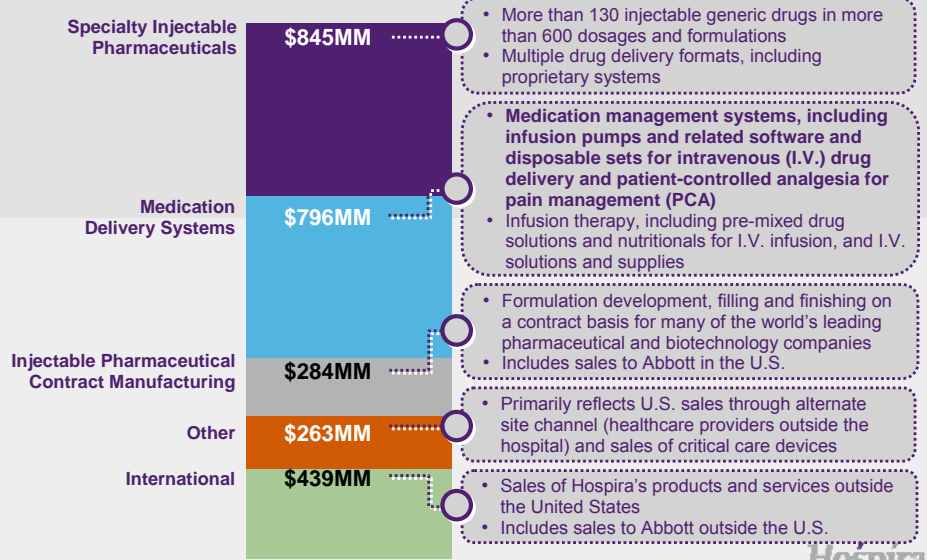 Specialty Injectable
Pharmaceuticals
$845MM
• More than 130 injectable generic drugs in more
than 600 dosages and formulations
• Multiple drug delivery formats, including
proprietary systems
Medication
Delivery Systems
$796MM
• Medication management systems, including
infusion pumps and related software and
disposable sets for intravenous (I.V.) drug
delivery and patient-controlled analgesia for
pain management (PCA)
• Infusion therapy, including pre-mixed drug
solutions and nutritionals for I.V. infusion, and I.V.
solutions and supplies
Injectable Pharmaceutical
Contract Manufacturing
$284MM
• Formulation development, filling and finishing on
a contract basis for many of the world's leading
pharmaceutical and biotechnology companies
• Includes sales to Abbott in the U.S.
Other
$263MM
• Primarily reflects U.S. sales through alternate
site channel (healthcare providers outside the
hospital) and sales of critical care devices
International
$439MM
• Sales of Hospira's products and services outside
the United States
• Includes sales to Abbott outside the U.S.
Hospira